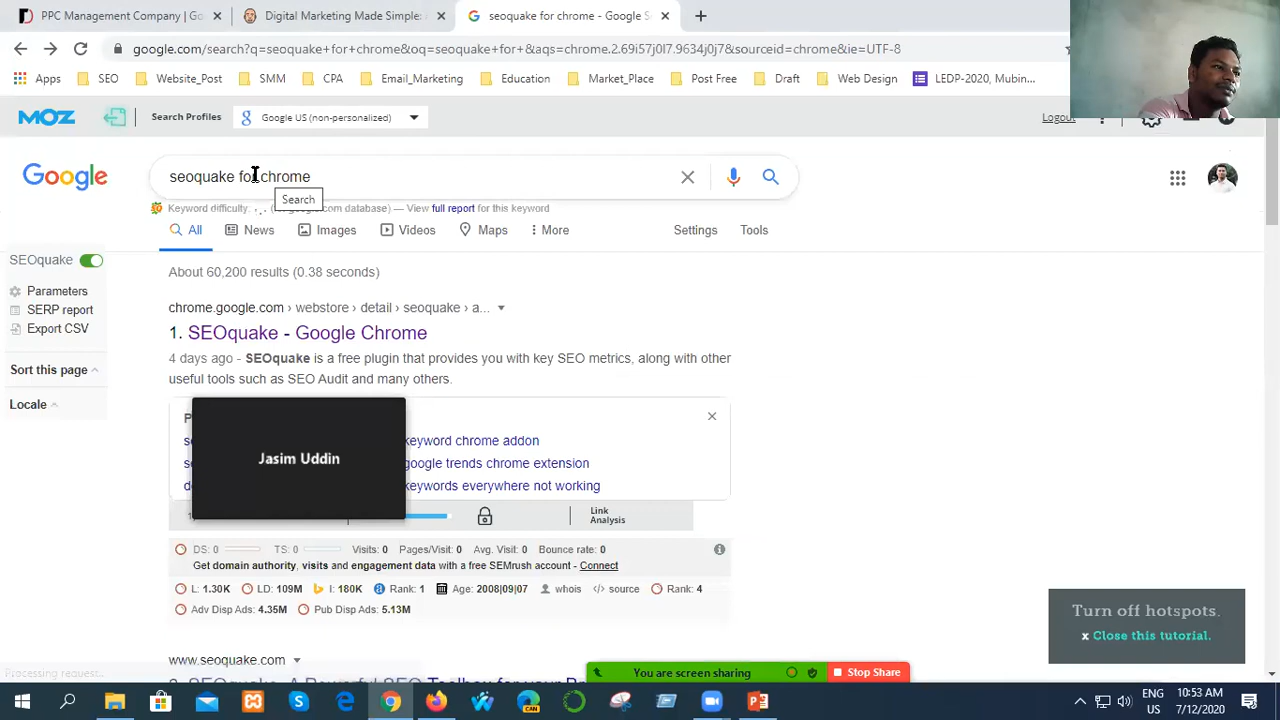 PPC Management Company | Go
Digital Marketing Made Simple:
seoquake for chrome - Google Se
google.com/search?q=seoquake+for+chrome&oq=seoquake+for+&aqs=chrome.2.69i57j0l7.9634j0j7&sourceid=chrome&ie=UTF-8
Apps SEO Website_Post SMM CPA Email_Marketing Education Market_Place Post Free Draft Web Design LEDP-2020, Mubin...
MOZ Search Profiles Google US (non-personalized) Logout
Google seoquake for chrome
Search
Keyword difficulty: google.com database) — View full report for this keyword
All News Images Videos Maps More Settings Tools
SEOquake
Parameters
SERP report
Export CSV
Sort this page
Locale
About 60,200 results (0.38 seconds)
chrome.google.com › webstore › detail › seoquake › a...
1. SEOquake - Google Chrome
4 days ago - SEOquake is a free plugin that provides you with key SEO metrics, along with other
useful tools such as SEO Audit and many others.
keyword chrome addon
google trends chrome extension
keywords everywhere not working
Jasim Uddin
Link
Analysis
DS: 0 TS: 0 Visits: 0 Pages/Visit: 0 Avg. Visit: 0 Bounce rate: 0
Get domain authority, visits and engagement data with a free SEMrush account - Connect
L: 1.30K LD: 109M I: 180K Rank: 1 Age: 2008|09|07 whois </> source Rank: 4
Adv Disp Ads: 4.35M Pub Disp Ads: 5.13M
www.seoquake.com
Turn off hotspots.
x Close this tutorial.
Processing request...
You are screen sharing Stop Share
ENG
US
10:53 AM
7/12/2020